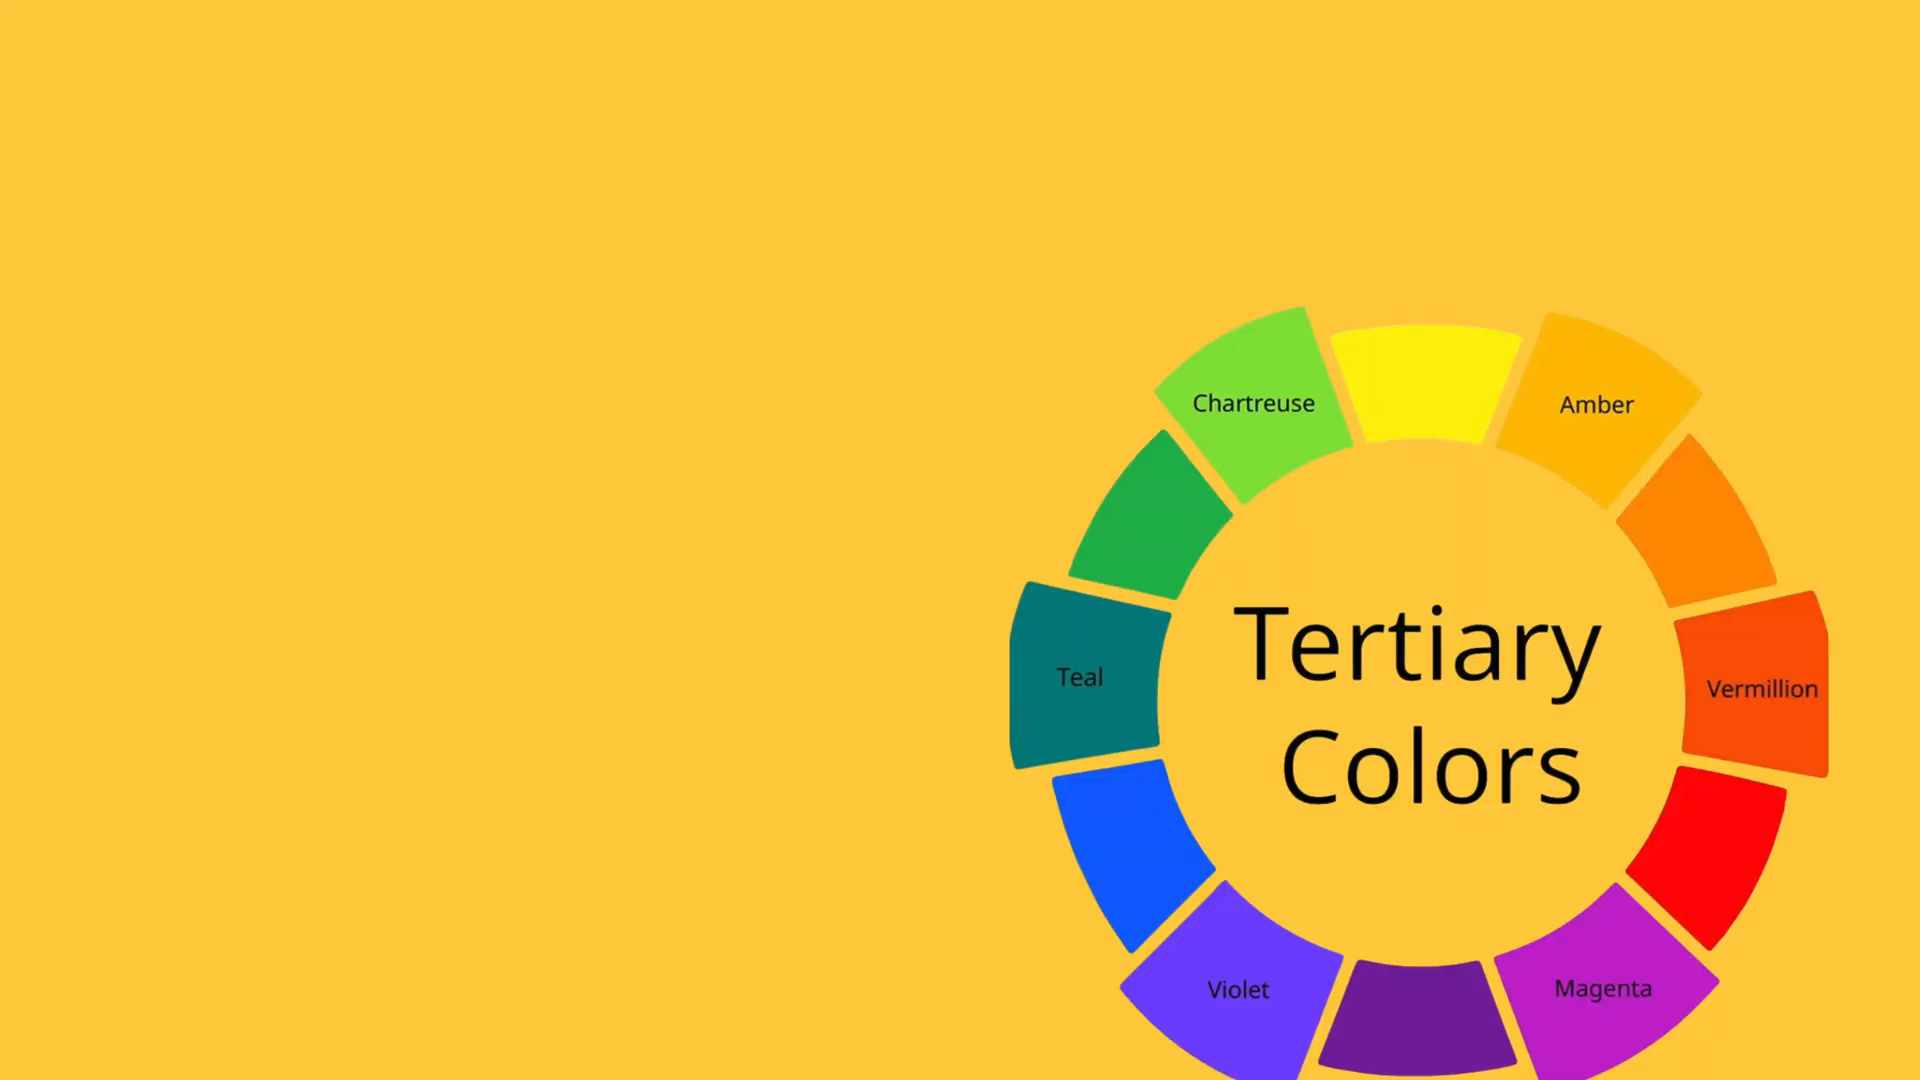 Chartreuse
Amber
Tertiary
Colors
Teal
Vermillion
Violet
Magenta